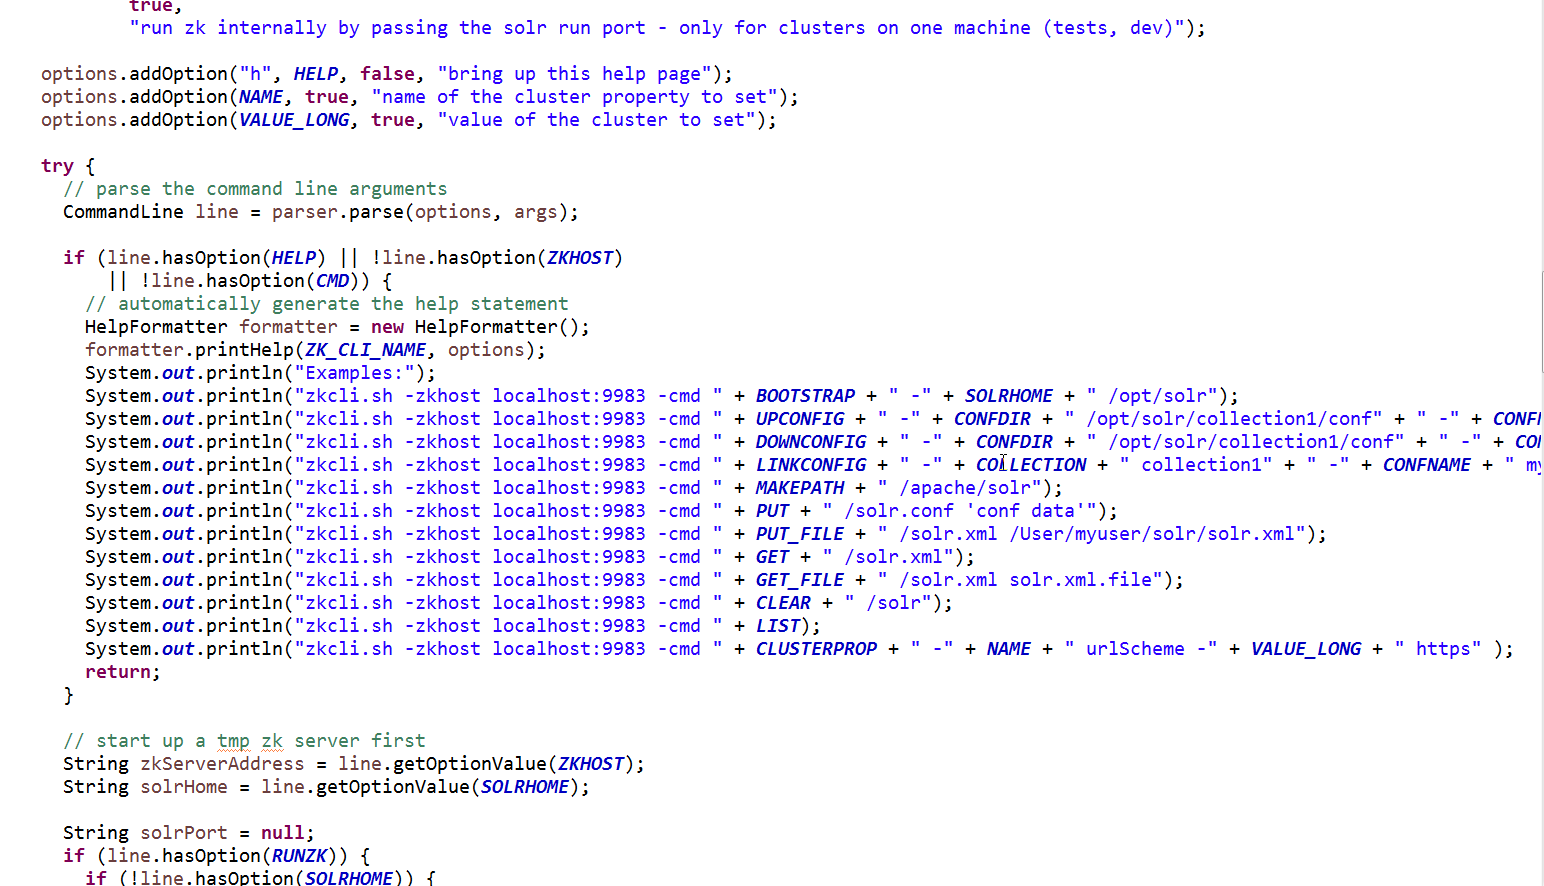 true,
"run zk internally by passing the solr run port - only for clusters on one machine (tests, dev)");
options.addOption("h", HELP, false, "bring up this help page");
options.addOption(NAME, true, "name of the cluster property to set");
options.addOption(VALUE_LONG, true, "value of the cluster to set");
try {
// parse the command line arguments
CommandLine line = parser.parse(options, args);
if (line.hasOption(HELP) || !line.hasOption(ZKHOST)
|| !line.hasOption(CMD)) {
// automatically generate the help statement
HelpFormatter formatter = new HelpFormatter();
formatter.printHelp(ZK_CLI_NAME, options);
System.out.println("Examples:");
System.out.println("zkcli.sh -zkhost localhost:9983 -cmd " + BOOTSTRAP + " -" + SOLRHOME + " /opt/solr");
System.out.println("zkcli.sh -zkhost localhost:9983 -cmd " + UPCONFIG + " -" + CONFDIR + " /opt/solr/collection1/conf" + " -" + CONF
System.out.println("zkcli.sh -zkhost localhost:9983 -cmd " + DOWNCONFIG + " -" + CONFDIR + " /opt/solr/collection1/conf" + " -" + CO
System.out.println("zkcli.sh -zkhost localhost:9983 -cmd " + LINKCONFIG + " -" + COLLECTION + " collection1" + " -" + CONFNAME + " my
System.out.println("zkcli.sh -zkhost localhost:9983 -cmd " + MAKEPATH + " /apache/solr");
System.out.println("zkcli.sh -zkhost localhost:9983 -cmd " + PUT + " /solr.conf 'conf data'");
System.out.println("zkcli.sh -zkhost localhost:9983 -cmd " + PUT_FILE + " /solr.xml /User/myuser/solr/solr.xml");
System.out.println("zkcli.sh -zkhost localhost:9983 -cmd " + GET + " /solr.xml");
System.out.println("zkcli.sh -zkhost localhost:9983 -cmd " + GET_FILE + " /solr.xml solr.xml.file");
System.out.println("zkcli.sh -zkhost localhost:9983 -cmd " + CLEAR + " /solr");
System.out.println("zkcli.sh -zkhost localhost:9983 -cmd " + LIST);
System.out.println("zkcli.sh -zkhost localhost:9983 -cmd " + CLUSTERPROP + " -" + NAME + " urlScheme -" + VALUE_LONG + " https" );
return;
}
// start up a tmp zk server first
String zkServerAddress = line.getOptionValue(ZKHOST);
String solrHome = line.getOptionValue(SOLRHOME);
String solrPort = null;
if (line.hasOption(RUNZK)) {
if (!line.hasOption(SOLRHOME)) {